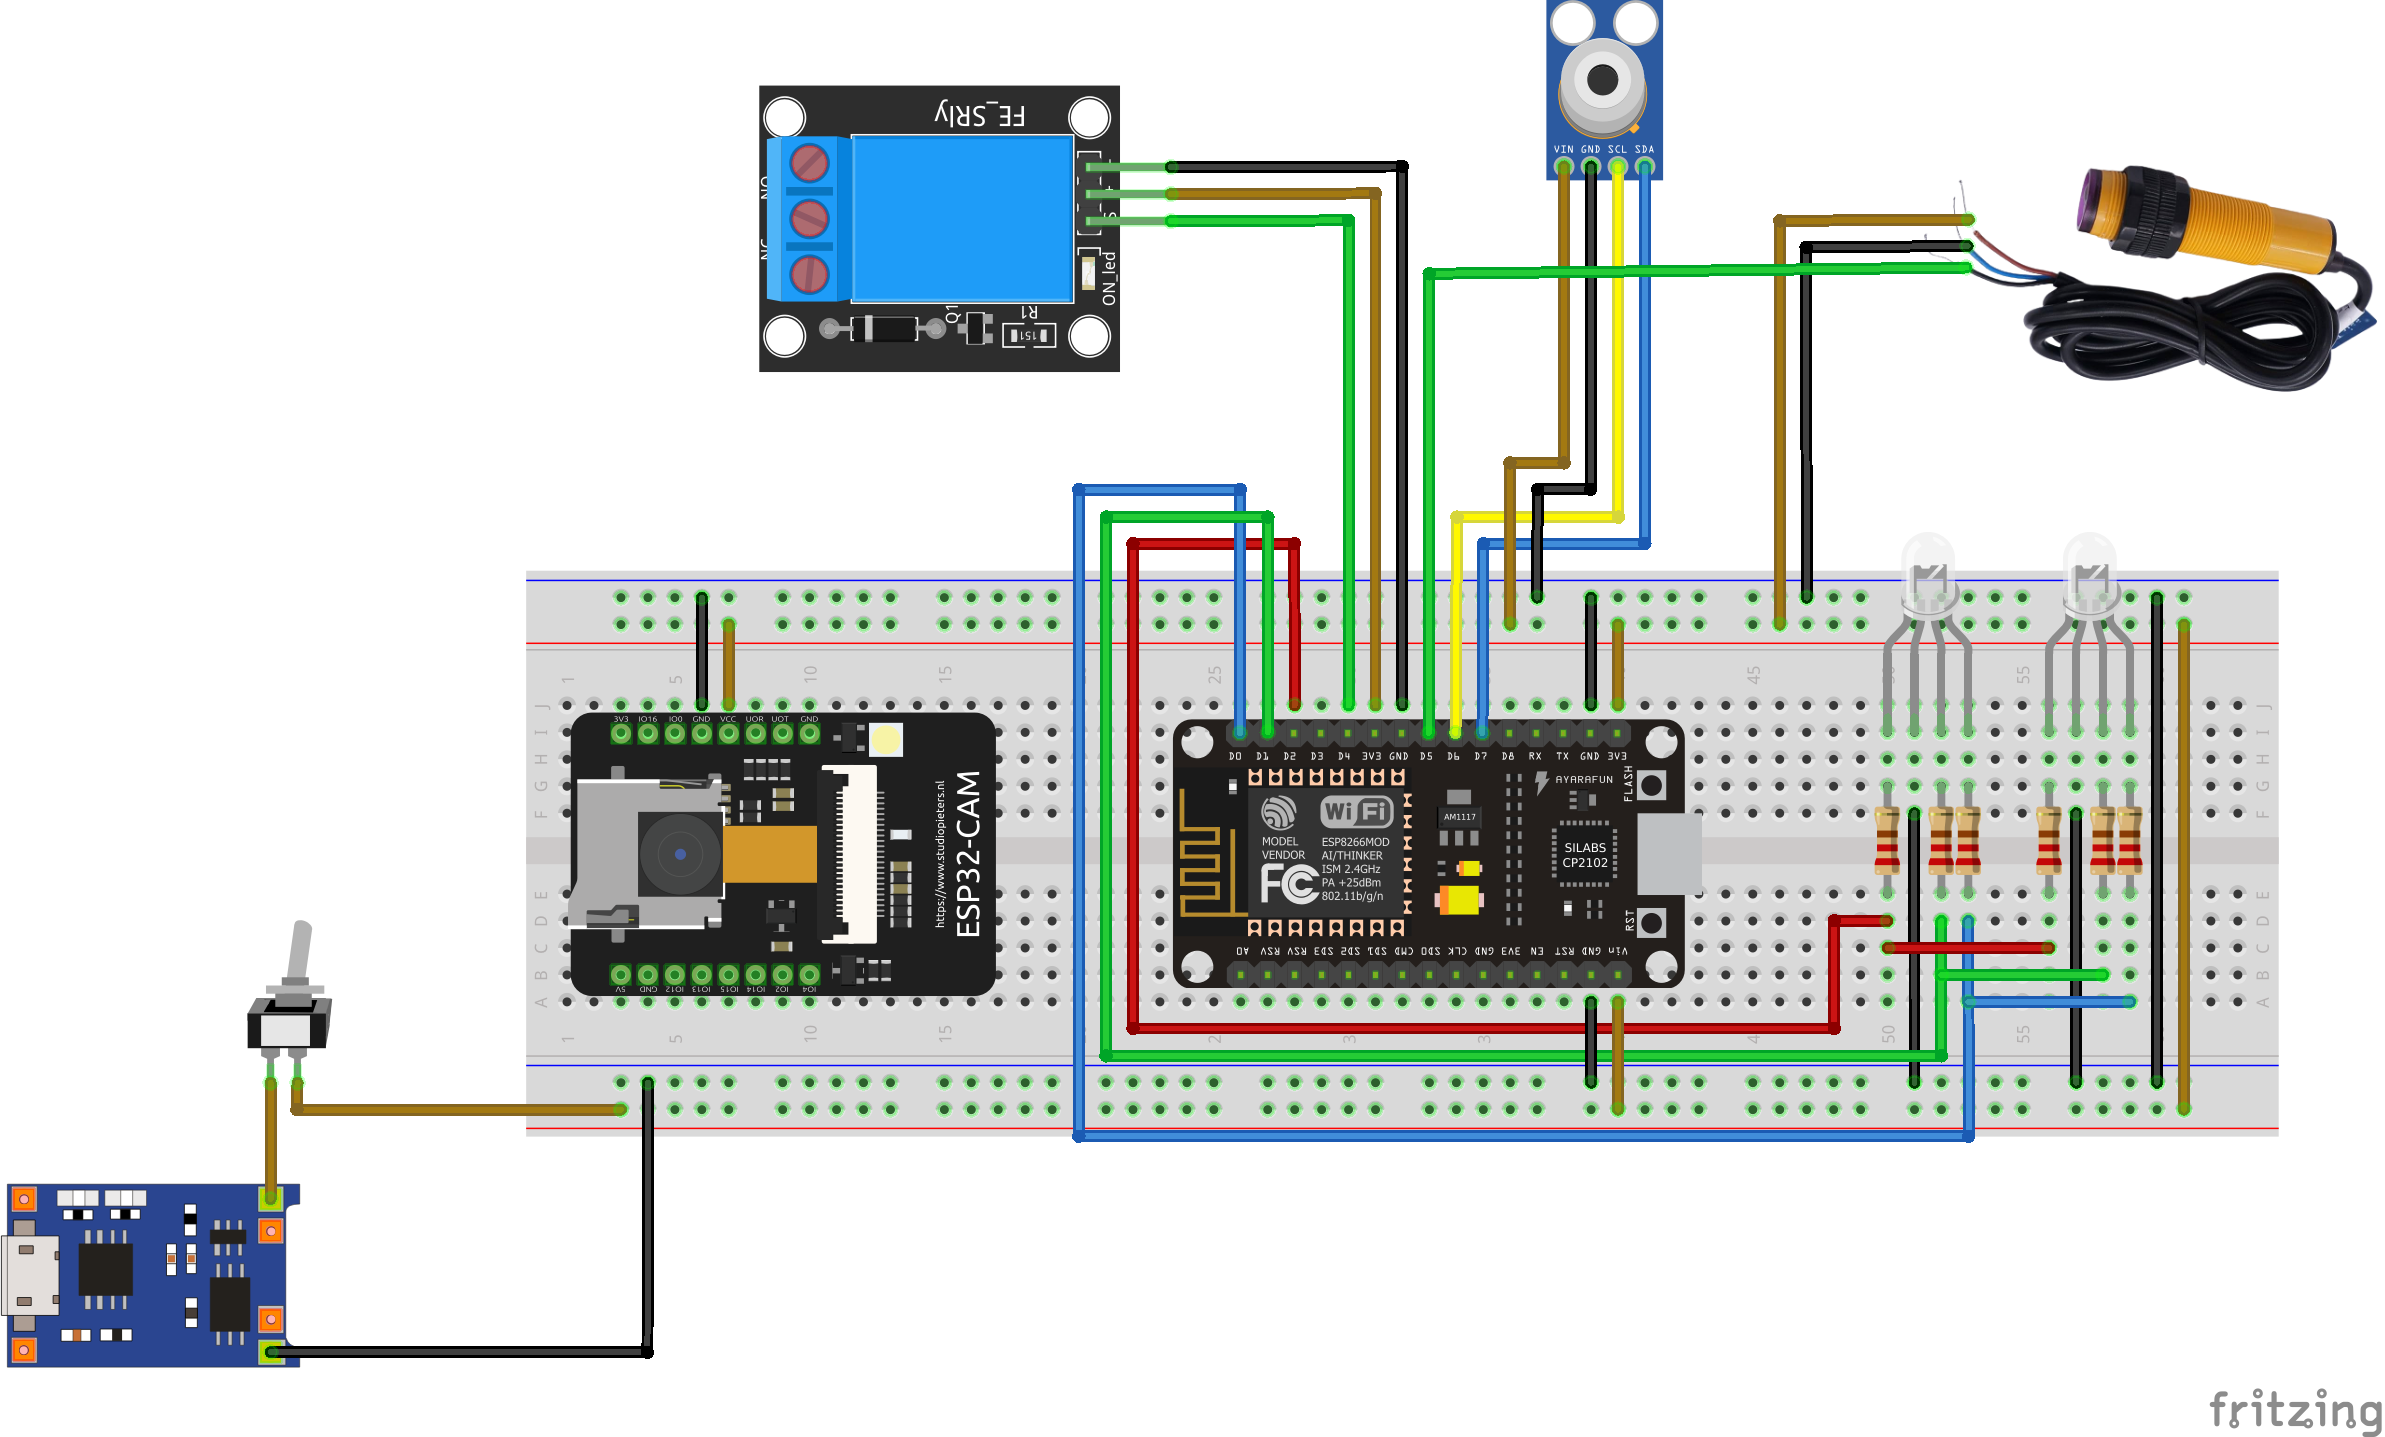 FE_SRly
NO
NC
+
S
ON_led
Q1
R1
151
VIN GND SCL SDA
1 5 10 15 25 45 55
J J
I I
H H
G G
F F
3V3 IO16 IO0 GND VCC UOR UOT GND
https://www.studiopieters.nl
ESP32-CAM
5V GND IO12 IO13 IO15 IO14 IO2 IO4
D0 D1 D2 D3 D4 3V3 GND D5 D6 D7 D8 RX TX GND 3V3
AYARAFUN
FLASH
WiFi
MODEL
VENDOR
ESP8266MOD
AI/THINKER
ISM 2.4GHz
PA +25dBm
802.11b/g/n
FC
AM1117
SILABS
CP2102
RST
A0 RSV RSV SD3 SD2 SD1 CMD SD0 CLK GND 3V3 EN RST GND Vin
E E
D D
C C
B B
A A
1 5 10 15 2 3 3 4 50 55
fritzing